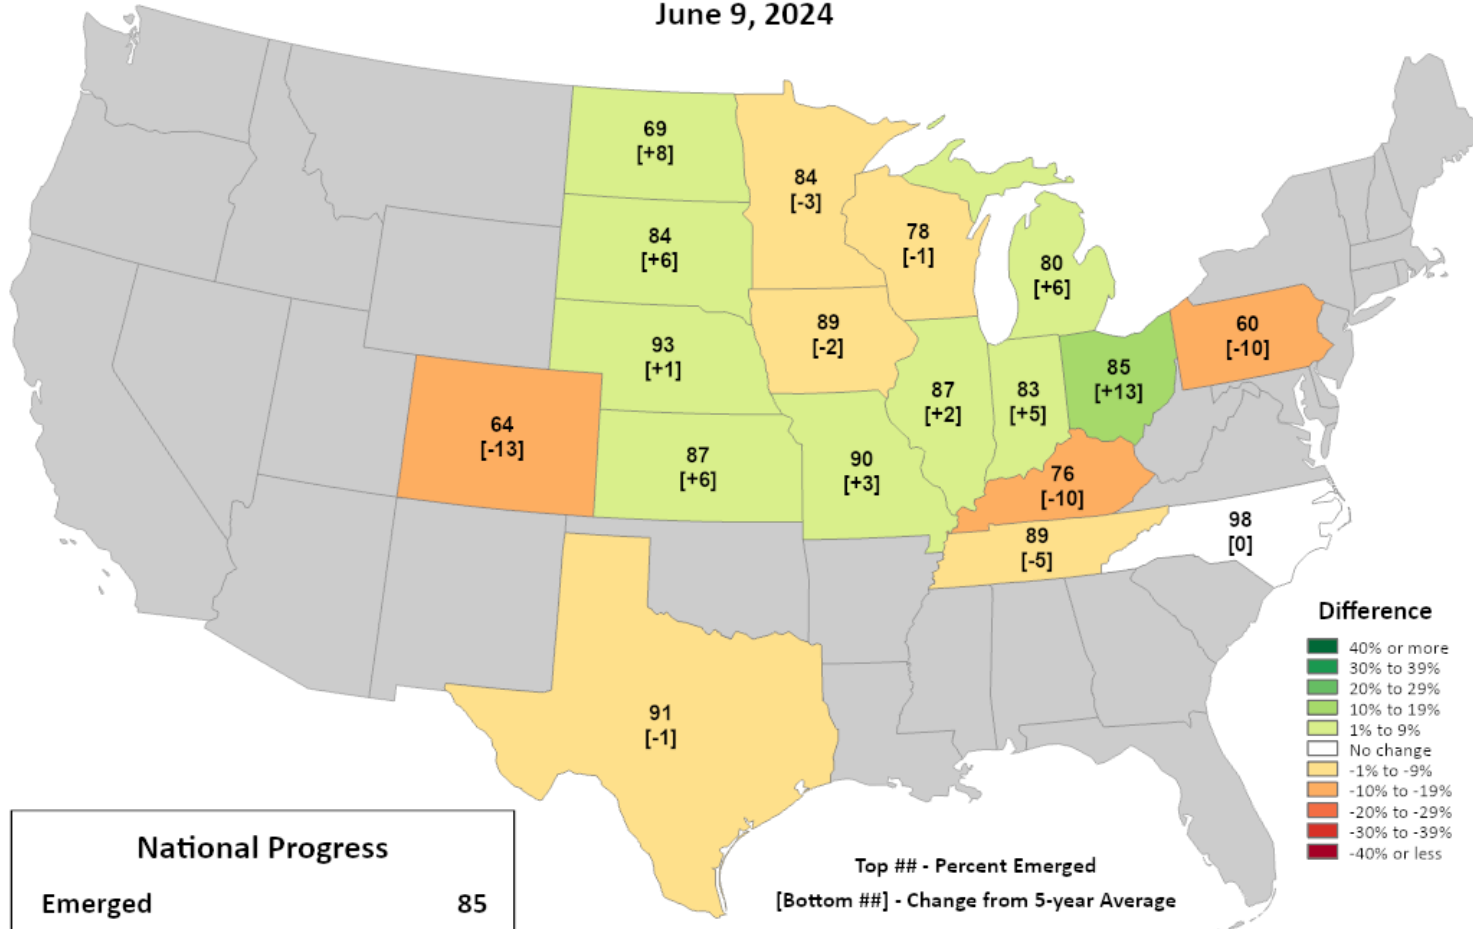 June 9, 2024
69
[+8]
84
[-3]
78
[-1]
84
[+6]
80
[+6]
89
[-2]
60
[-10]
93
[+1]
85
[+13]
87
[+2]
83
[+5]
64
[-13]
87
[+6]
90
[+3]
76
[-10]
98
[0]
89
[-5]
91
[-1]
Difference
40% or more
30% to 39%
20% to 29%
10% to 19%
1% to 9%
No change
-1% to -9%
-10% to -19%
-20% to -29%
-30% to -39%
-40% or less
National Progress
Emerged 85
Top ## - Percent Emerged
[Bottom ##] - Change from 5-year Average